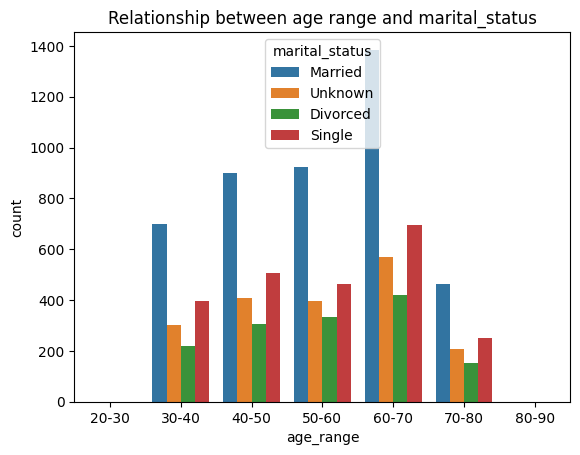 Relationship between age range and marital_status
marital_status
Married
Unknown
Divorced
Single
count
1400
1200
1000
800
600
400
200
0
20-30 30-40 40-50 50-60 60-70 70-80 80-90
age_range